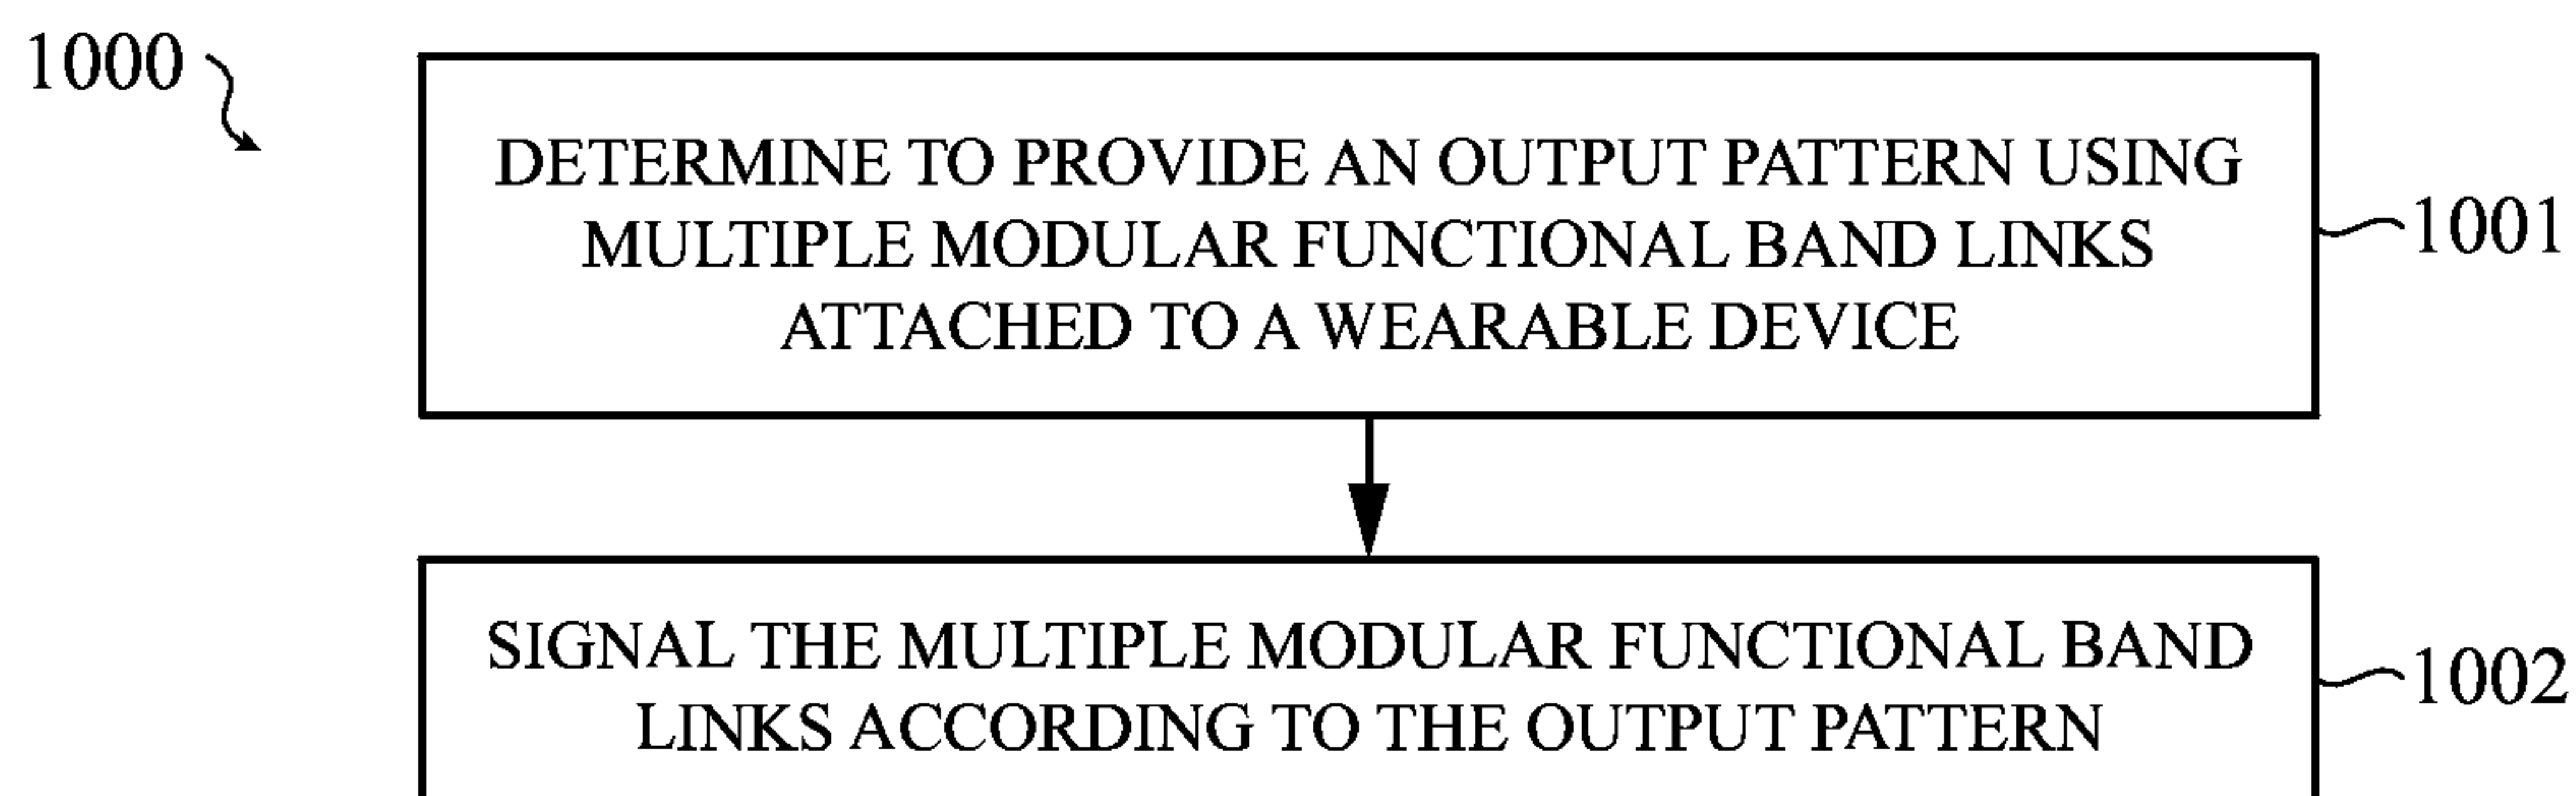 1000
DETERMINE TO PROVIDE AN OUTPUT PATTERN USING
MULTIPLE MODULAR FUNCTIONAL BAND LINKS
ATTACHED TO A WEARABLE DEVICE
1001
SIGNAL THE MULTIPLE MODULAR FUNCTIONAL BAND
LINKS ACCORDING TO THE OUTPUT PATTERN
1002